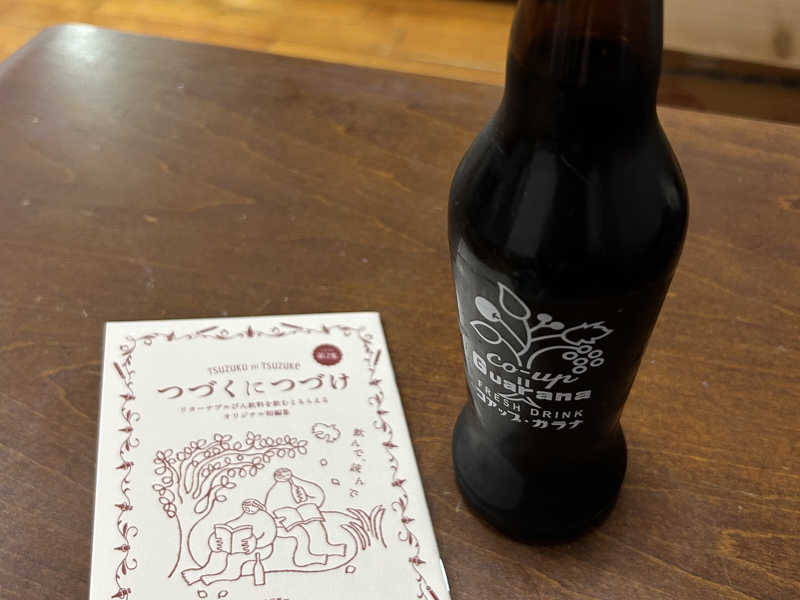 第2集
TSUZUKU NI TSUZUKE
つづくにつづけ
リターナブルびん飲料を飲むともらえる
オリジナル短編集
飲んで、読んで
co-up
Guarana
FRESH DRINK
コアップ・ガラナ